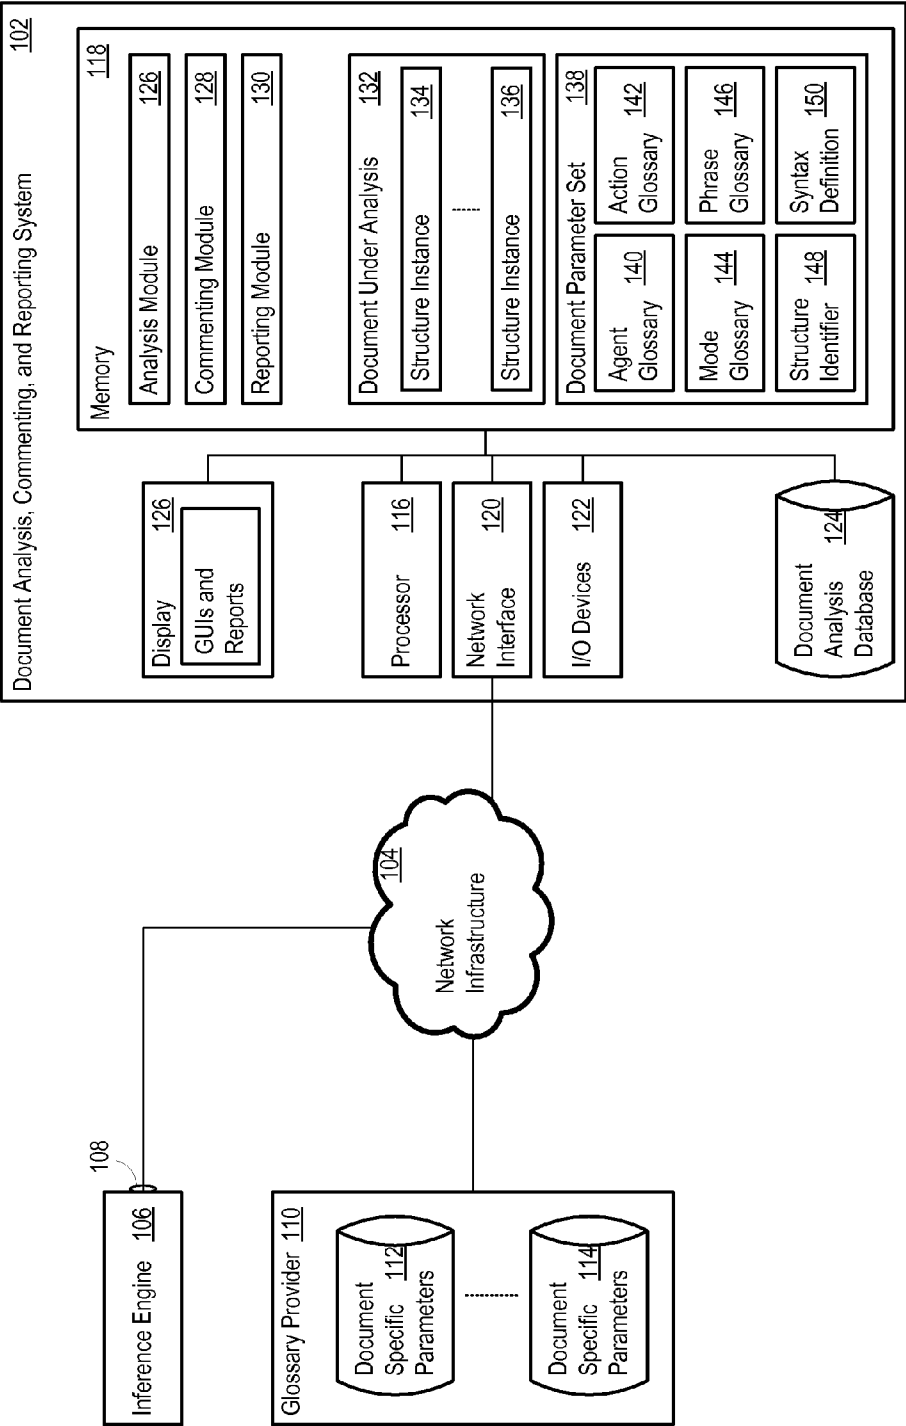 Document Analysis, Commenting, and Reporting System 102
Memory 118
Analysis Module 126
Commenting Module 128
Reporting Module 130
Document Under Analysis 132
Structure Instance 134
Structure Instance 136
Document Parameter Set 138
Agent 140
Glossary
Action 142
Glossary
Mode 144
Glossary
Phrase 146
Glossary
Structure 148
Identifier
Syntax 150
Definition
Display 126
GUIs and
Reports
Processor 116
Network 120
Interface
I/O Devices 122
Document
Analysis 124
Database
104
Network
Infrastructure
108
Inference Engine 106
Glossary Provider 110
Document
Specific 112
Parameters
Document
Specific 114
Parameters